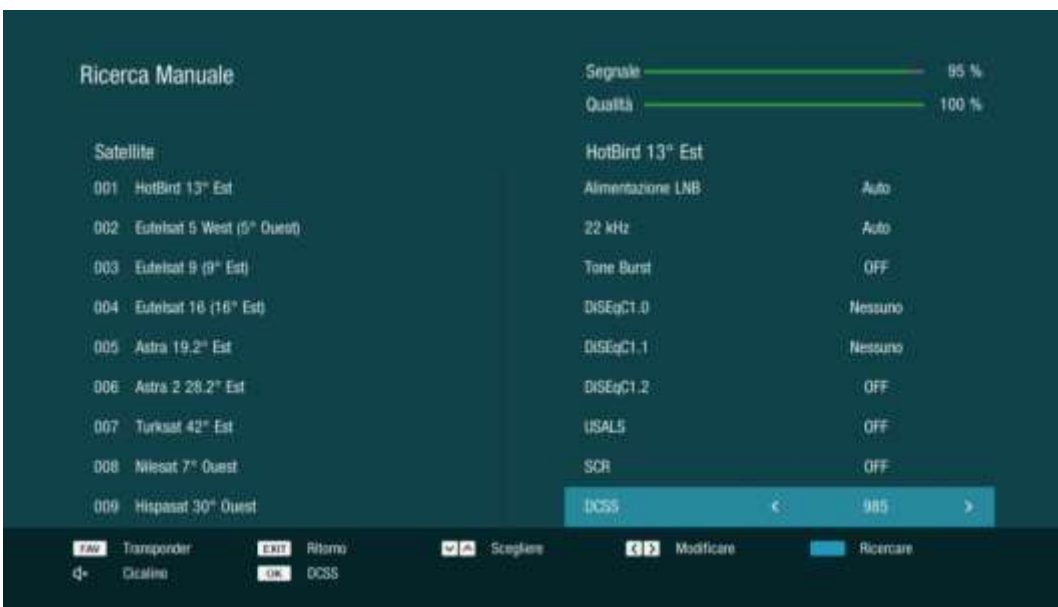 Ricerca Manuale
Segnale 95 %
Qualità 100 %
Satellite
001 HotBird 13° Est
002 Eutelsat 5 West (5° Ouest)
003 Eutelsat 9 (9° Est)
004 Eutelsat 16 (16° Est)
005 Astra 19.2° Est
006 Astra 2 28.2° Est
007 Turksat 42° Est
008 Nilesat 7° Ouest
009 Hispasat 30° Ouest
HotBird 13° Est
Alimentazione LNB Auto
22 kHz Auto
Tone Burst OFF
DiSEqC1.0 Nessuno
DiSEqC1.1 Nessuno
DiSEqC1.2 OFF
USALS OFF
SCR OFF
DCSS < 985 >
FAV Transponder EXIT Ritorno Scegliere < > Modificare Ricercare
Cicalino OK DCSS